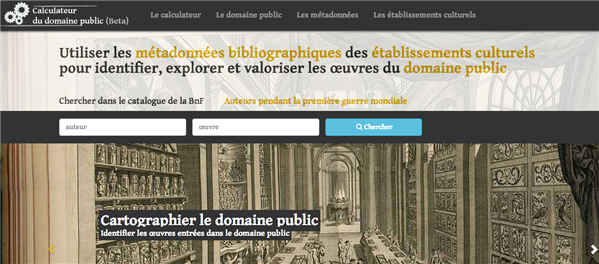 Calculateur
du domaine public (Beta)
Le calculateur Le domaine public Les métadonnées Les établissements culturels
Utiliser les métadonnées bibliographiques des établissements culturels
pour identifier, explorer et valoriser les œuvres du domaine public
Chercher dans le catalogue de la BnF Auteurs pendant la première guerre mondiale
auteur œuvre Chercher
Cartographier le domaine public
Identifier les œuvres entrées dans le domaine public